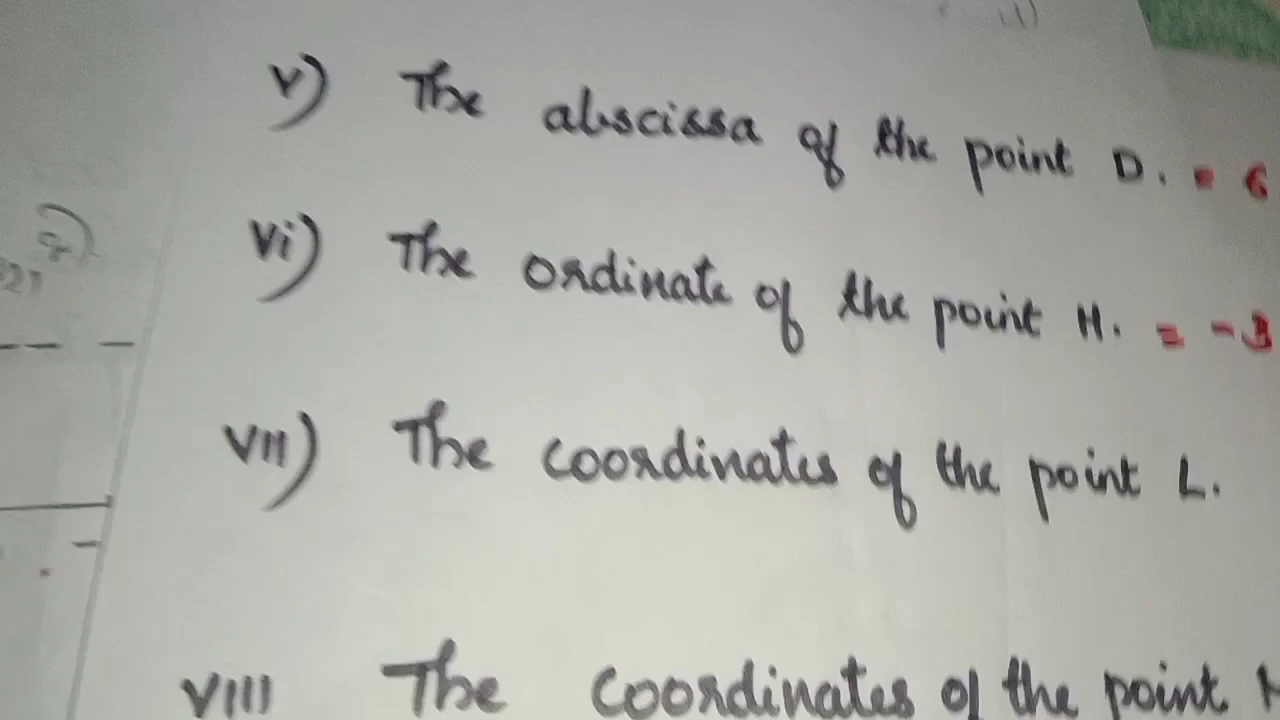 v) The abscissa of the point D. = 6
vi) The ordinate of the point H. = -3
VII) The coordinates of the point L.
VIII The coordinates of the point